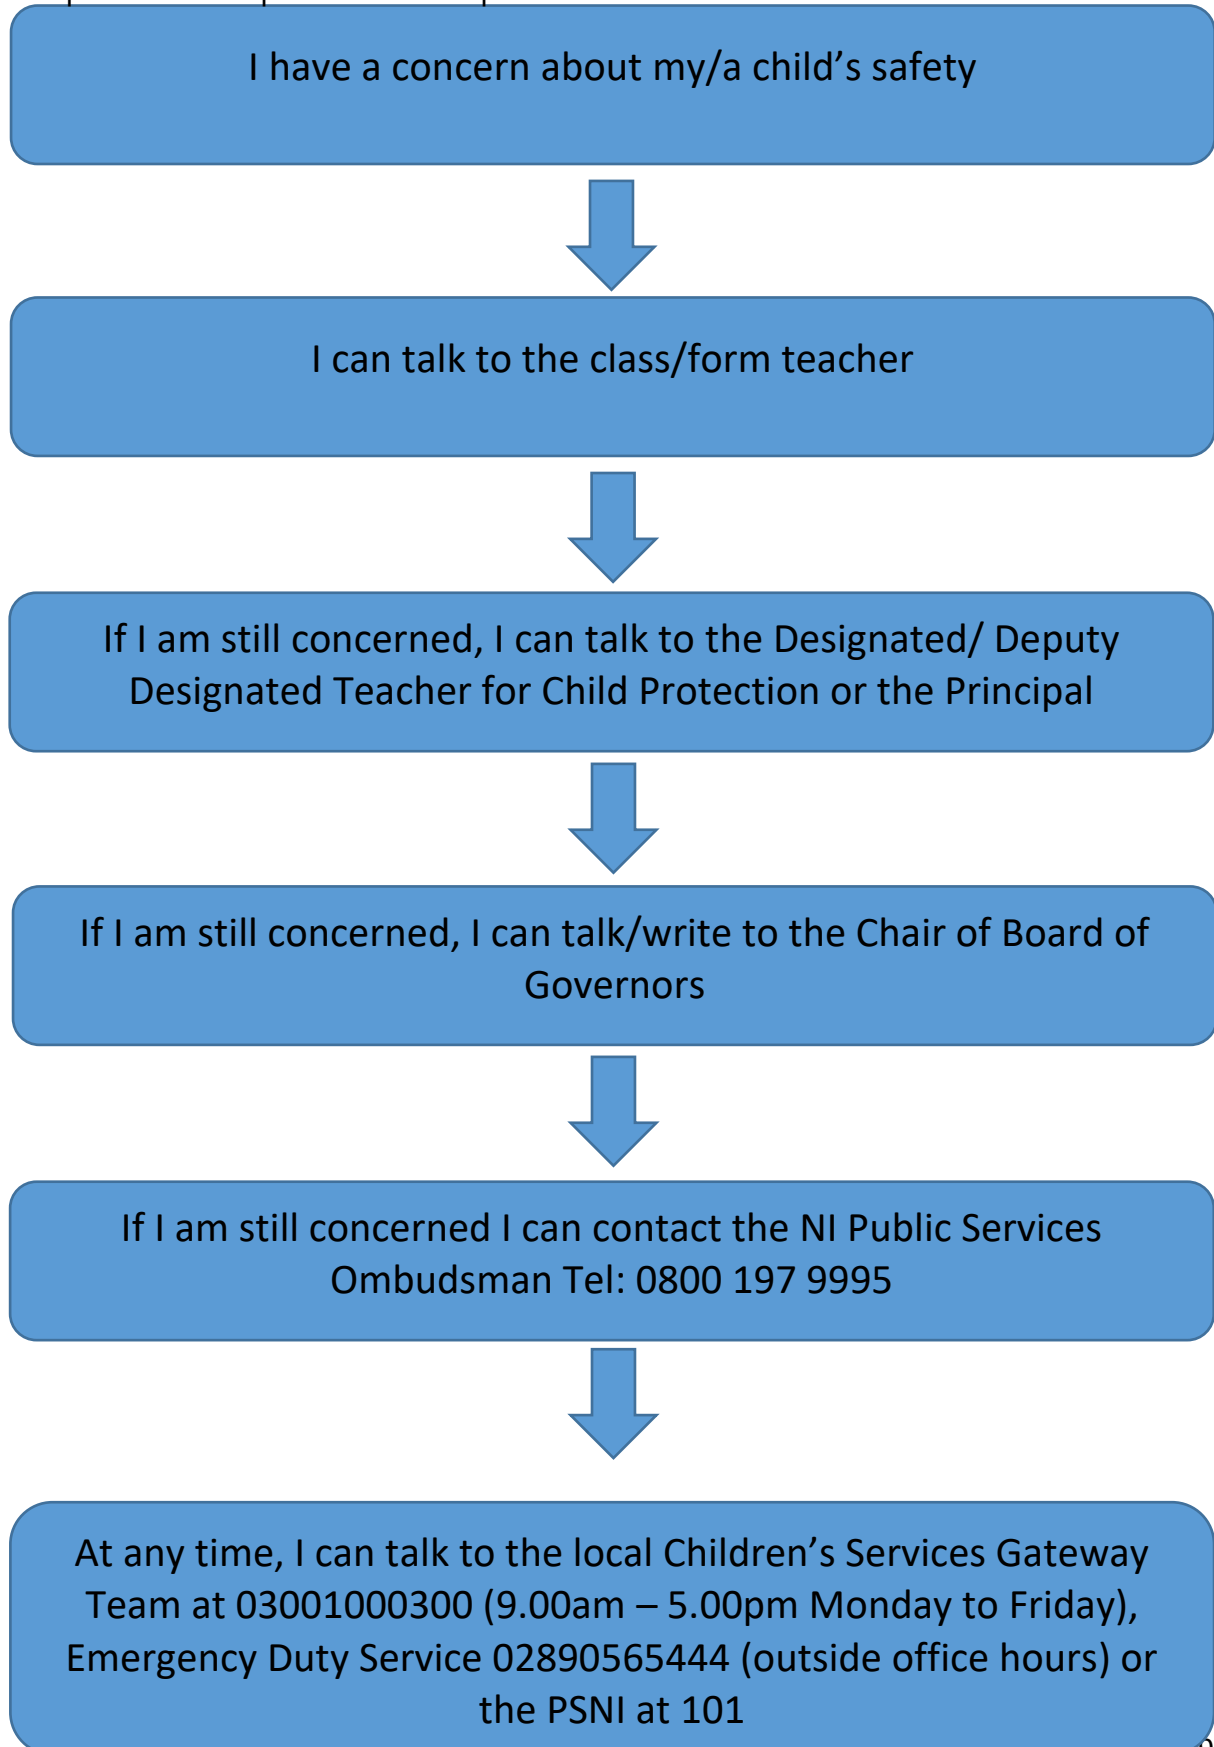 I have a concern about my/a child’s safety
I can talk to the class/form teacher
If I am still concerned, I can talk to the Designated/ Deputy
Designated Teacher for Child Protection or the Principal
If I am still concerned, I can talk/write to the Chair of Board of
Governors
If I am still concerned I can contact the NI Public Services
Ombudsman Tel: 0800 197 9995
At any time, I can talk to the local Children’s Services Gateway
Team at 03001000300 (9.00am – 5.00pm Monday to Friday),
Emergency Duty Service 02890565444 (outside office hours) or
the PSNI at 101